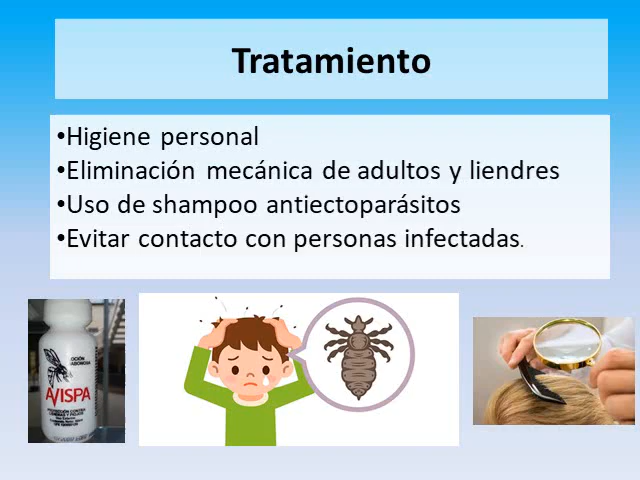 Tratamiento
•Higiene personal
•Eliminación mecánica de adultos y liendres
•Uso de shampoo antiectoparásitos
•Evitar contacto con personas infectadas.
AVISPA